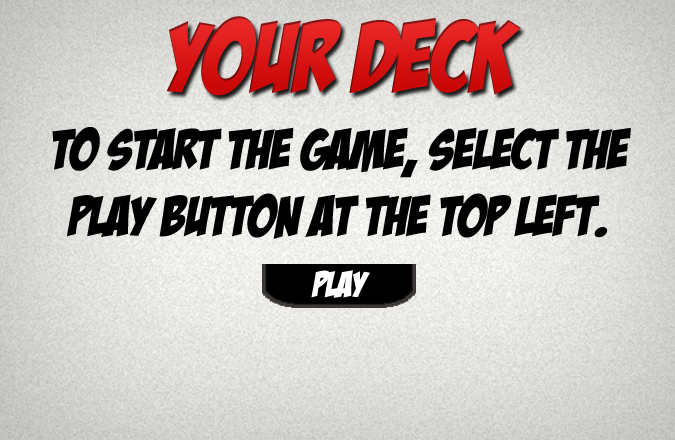 YOUR DECK
TO START THE GAME, SELECT THE
PLAY BUTTON AT THE TOP LEFT.
PLAY